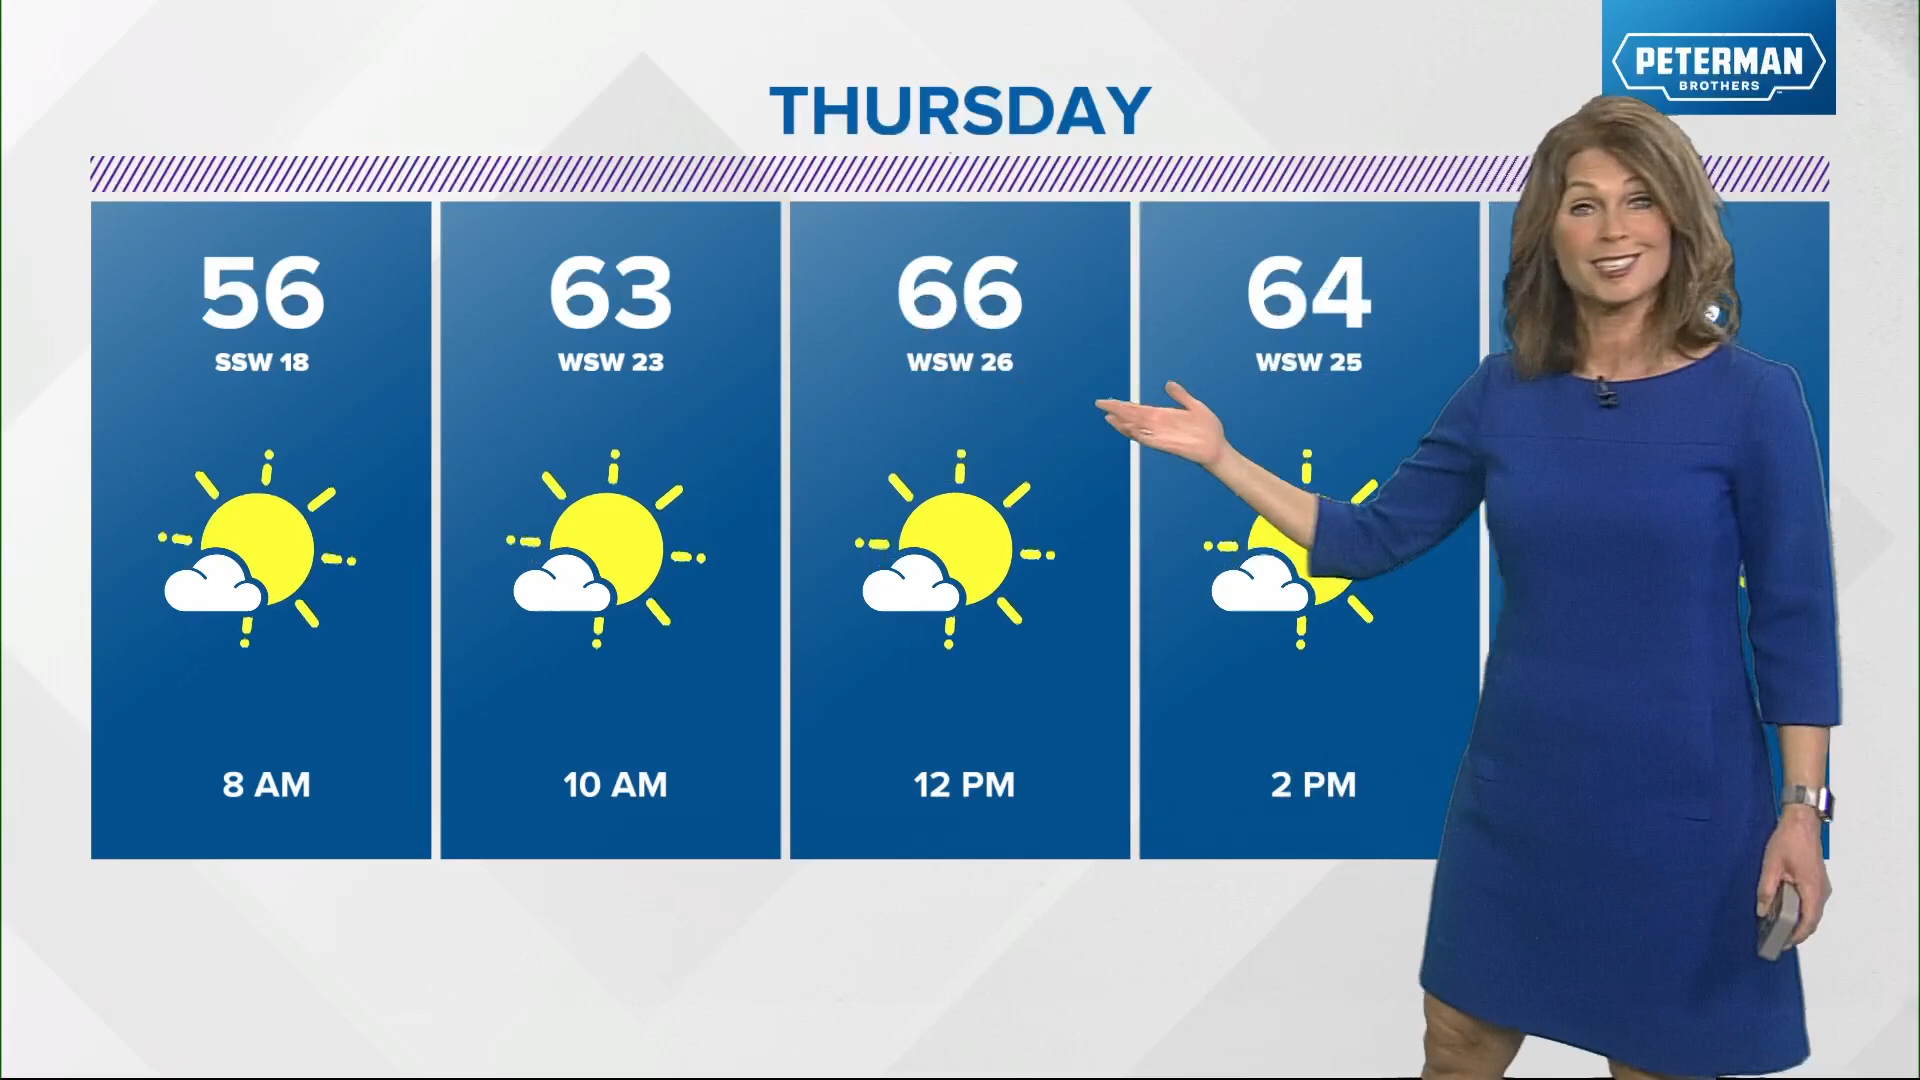 PETERMAN
BROTHERS
THURSDAY
56
SSW 18
8 AM
63
WSW 23
10 AM
66
WSW 26
12 PM
64
WSW 25
2 PM